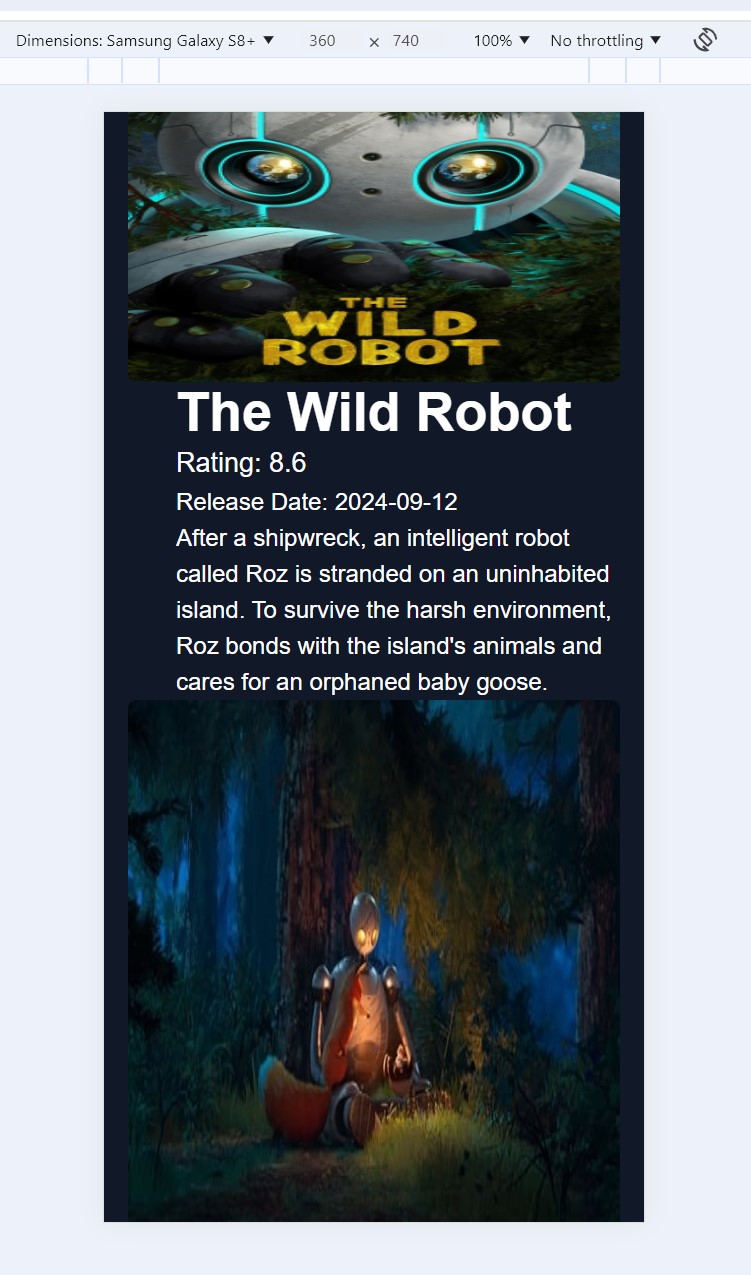 Dimensions: Samsung Galaxy S8+ 360 × 740 100% No throttling
THE
WILD
ROBOT
The Wild Robot
Rating: 8.6
Release Date: 2024-09-12
After a shipwreck, an intelligent robot
called Roz is stranded on an uninhabited
island. To survive the harsh environment,
Roz bonds with the island's animals and
cares for an orphaned baby goose.